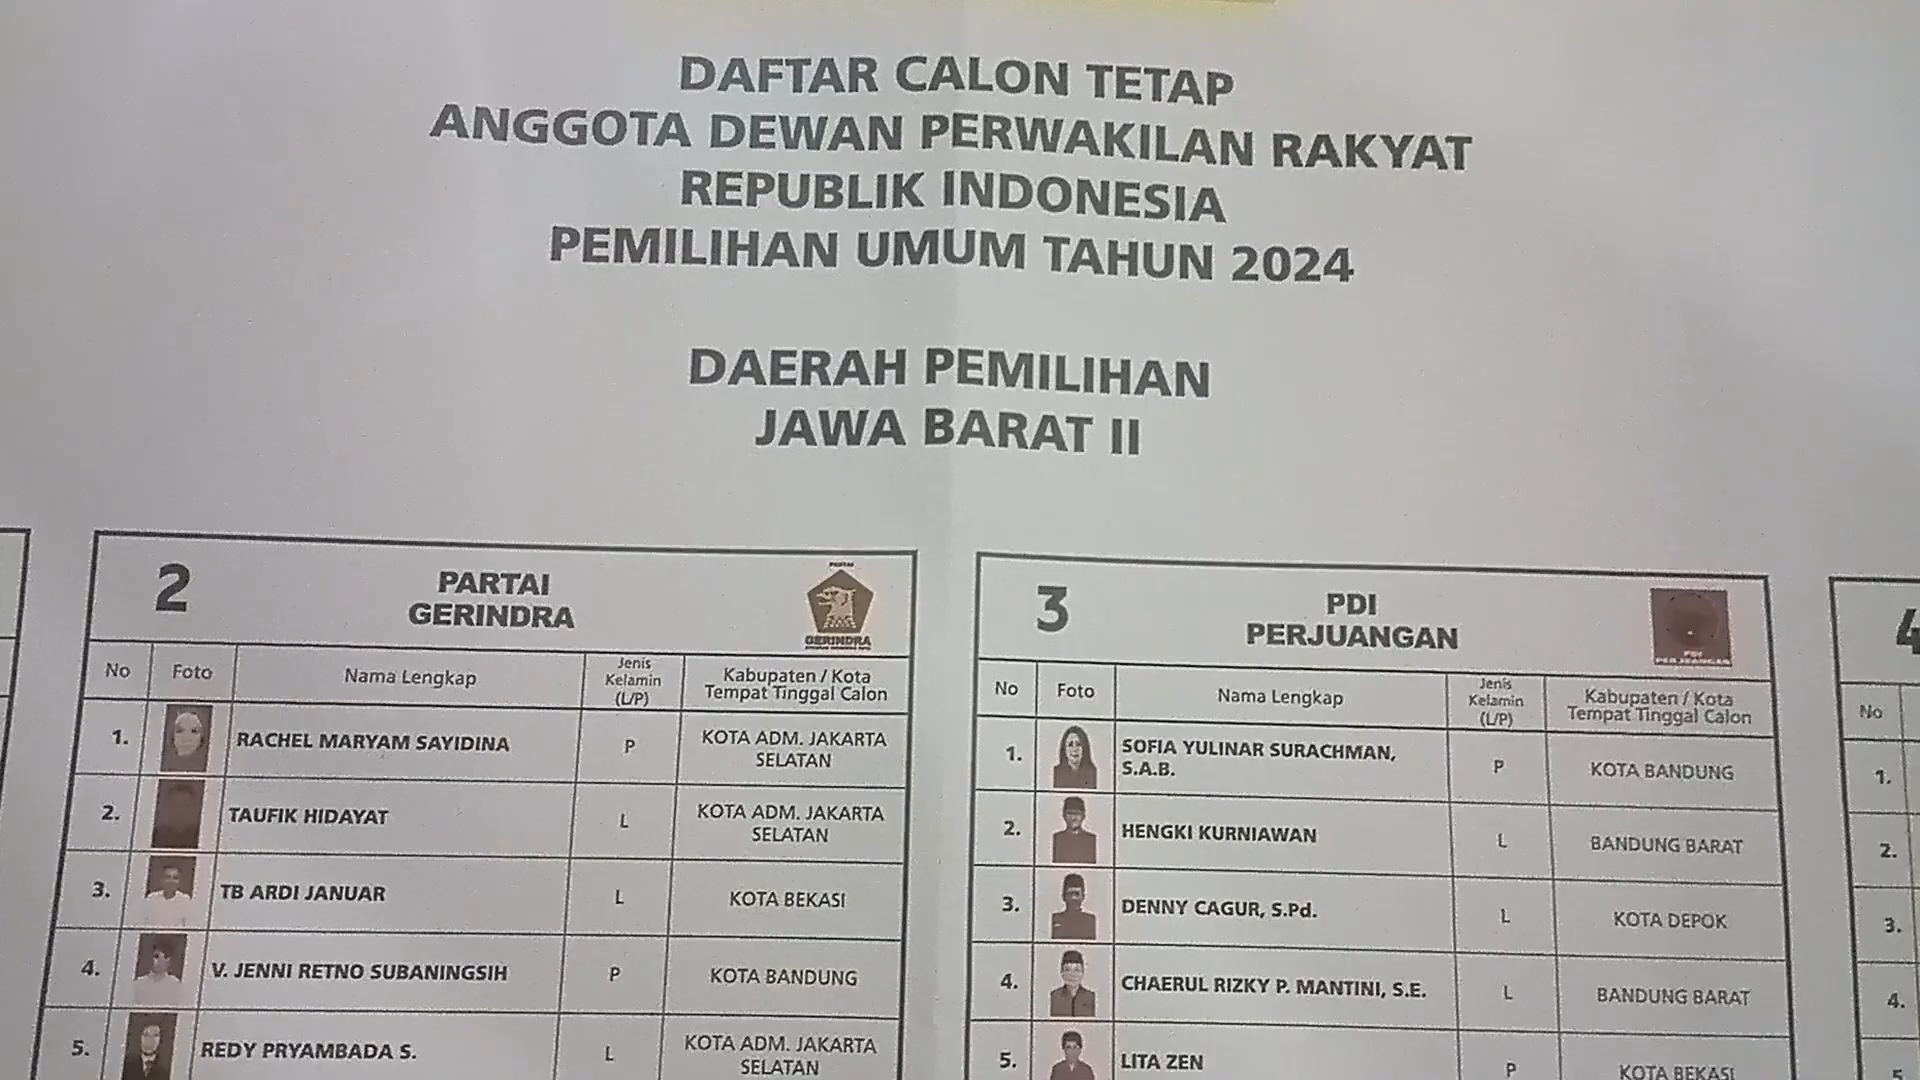 DAFTAR CALON TETAP
ANGGOTA DEWAN PERWAKILAN RAKYAT
REPUBLIK INDONESIA
PEMILIHAN UMUM TAHUN 2024
DAERAH PEMILIHAN
JAWA BARAT II
2
PARTAI
GERINDRA
GERINDRA
No Foto Nama Lengkap Jenis Kelamin (L/P) Kabupaten / Kota Tempat Tinggal Calon
1. RACHEL MARYAM SAYIDINA P KOTA ADM. JAKARTA SELATAN
2. TAUFIK HIDAYAT L KOTA ADM. JAKARTA SELATAN
3. TB ARDI JANUAR L KOTA BEKASI
4. V. JENNI RETNO SUBANINGSIH P KOTA BANDUNG
5. REDY PRYAMBADA S. L KOTA ADM. JAKARTA SELATAN
3
PDI
PERJUANGAN
PDI
PERJUANGAN
No Foto Nama Lengkap Jenis Kelamin (L/P) Kabupaten / Kota Tempat Tinggal Calon
1. SOFIA YULINAR SURACHMAN, S.A.B. P KOTA BANDUNG
2. HENGKI KURNIAWAN L BANDUNG BARAT
3. DENNY CAGUR, S.Pd. L KOTA DEPOK
4. CHAERUL RIZKY P. MANTINI, S.E. L BANDUNG BARAT
5. LITA ZEN P KOTA BEKASI
4
No
1.
2.
3.
4.
5